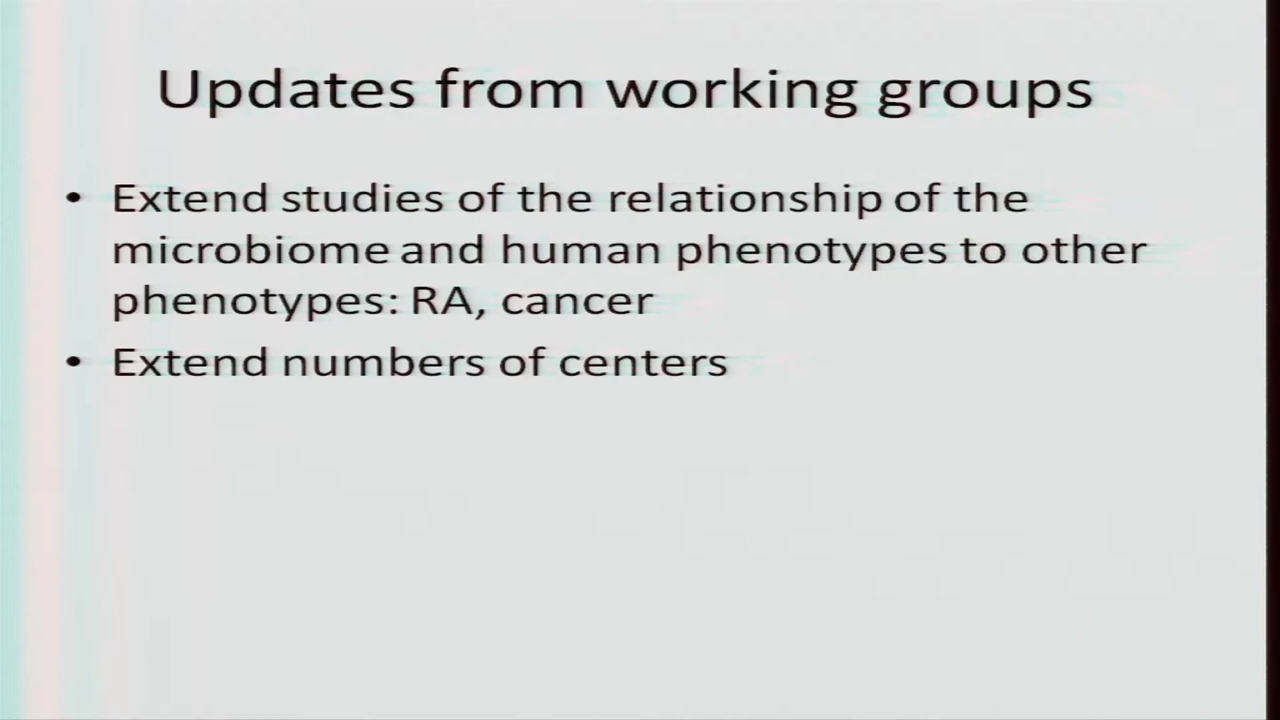 Updates from working groups
• Extend studies of the relationship of the
microbiome and human phenotypes to other
phenotypes: RA, cancer
• Extend numbers of centers